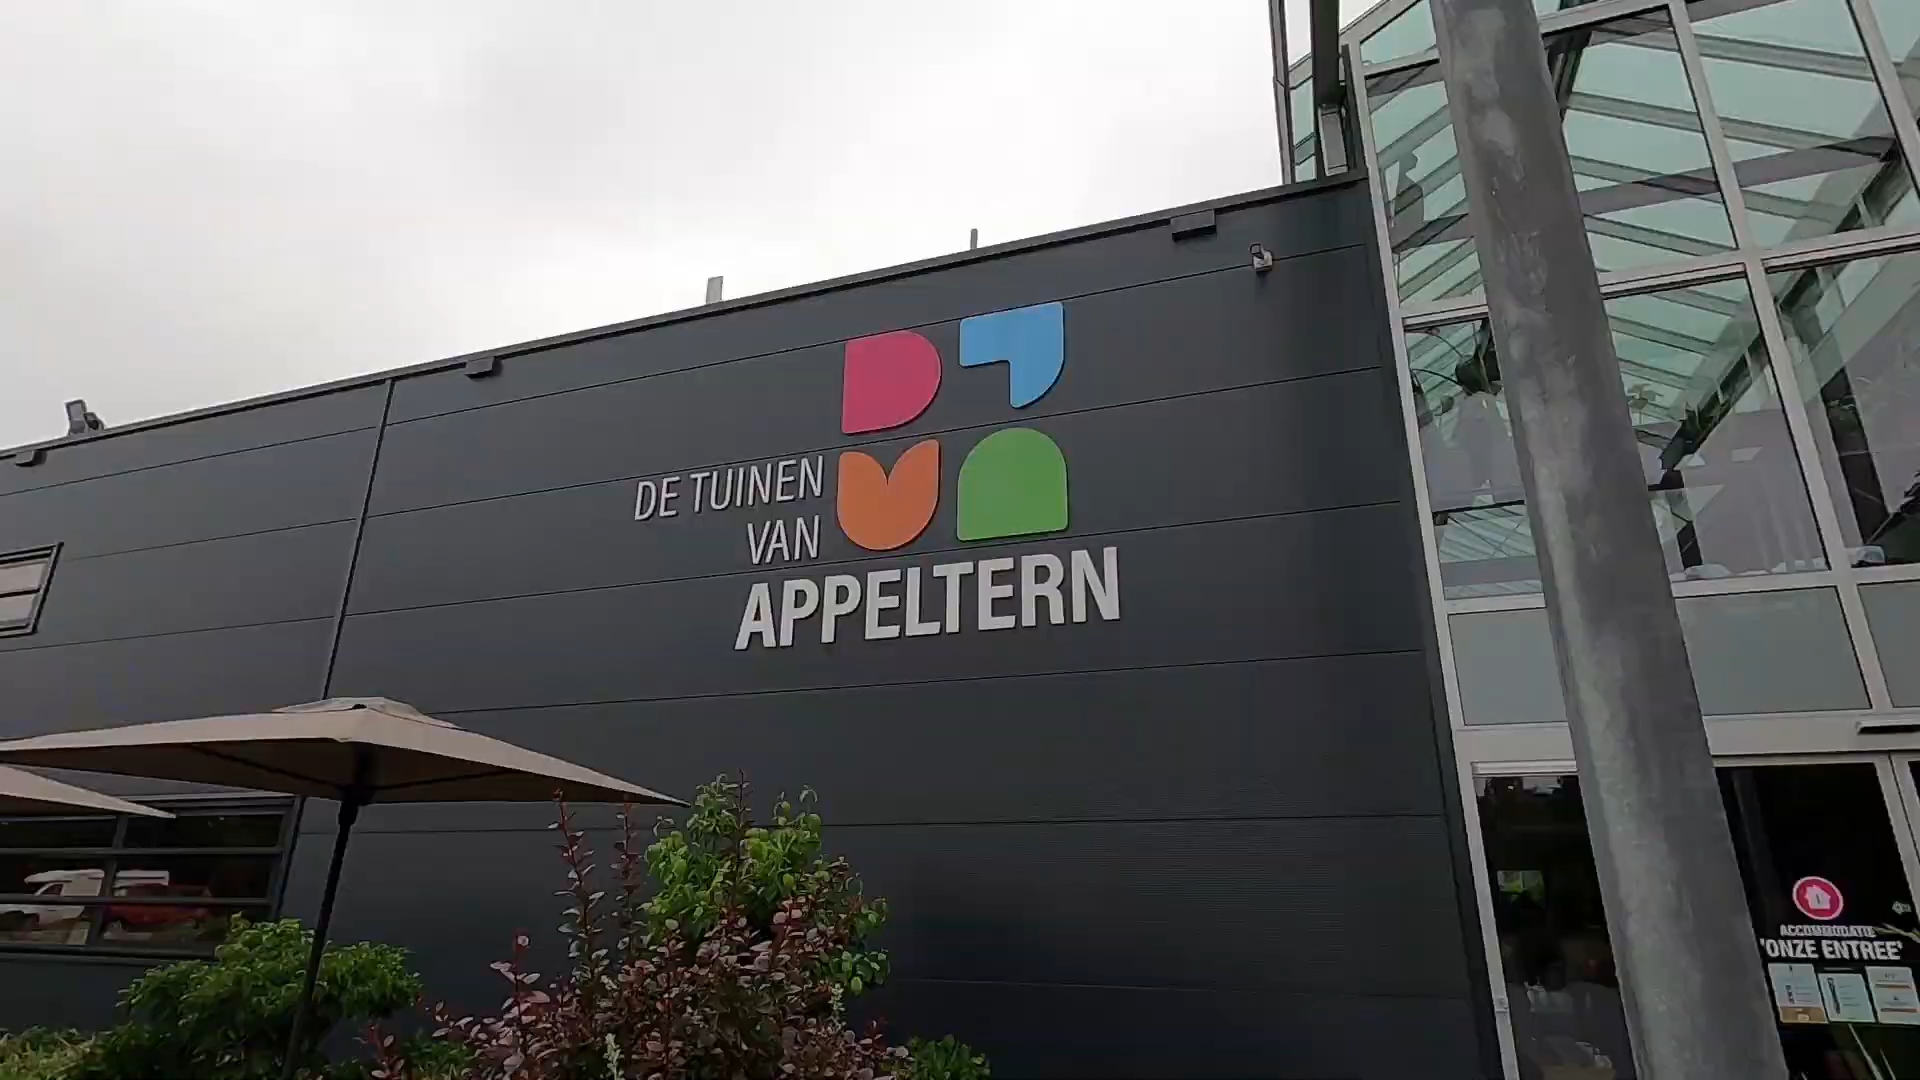 DE TUINEN
VAN
APPELTERN
ACCOMMODATIE
'ONZE ENTREE'